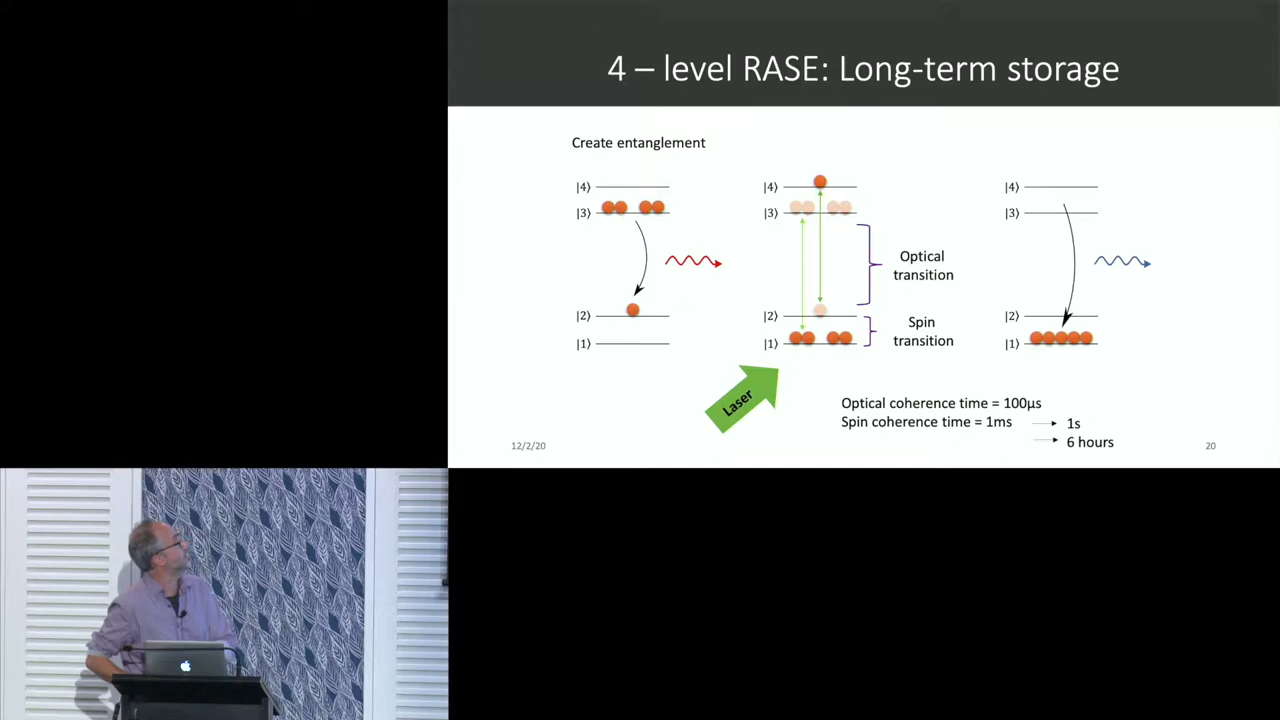 4 – level RASE: Long-term storage
Create entanglement
|4⟩
|3⟩
|2⟩
|1⟩
|4⟩
|3⟩
|2⟩
|1⟩
Optical
transition
Spin
transition
|4⟩
|3⟩
|2⟩
|1⟩
Laser
Optical coherence time = 100μs
Spin coherence time = 1ms
1s
6 hours
12/2/20
20